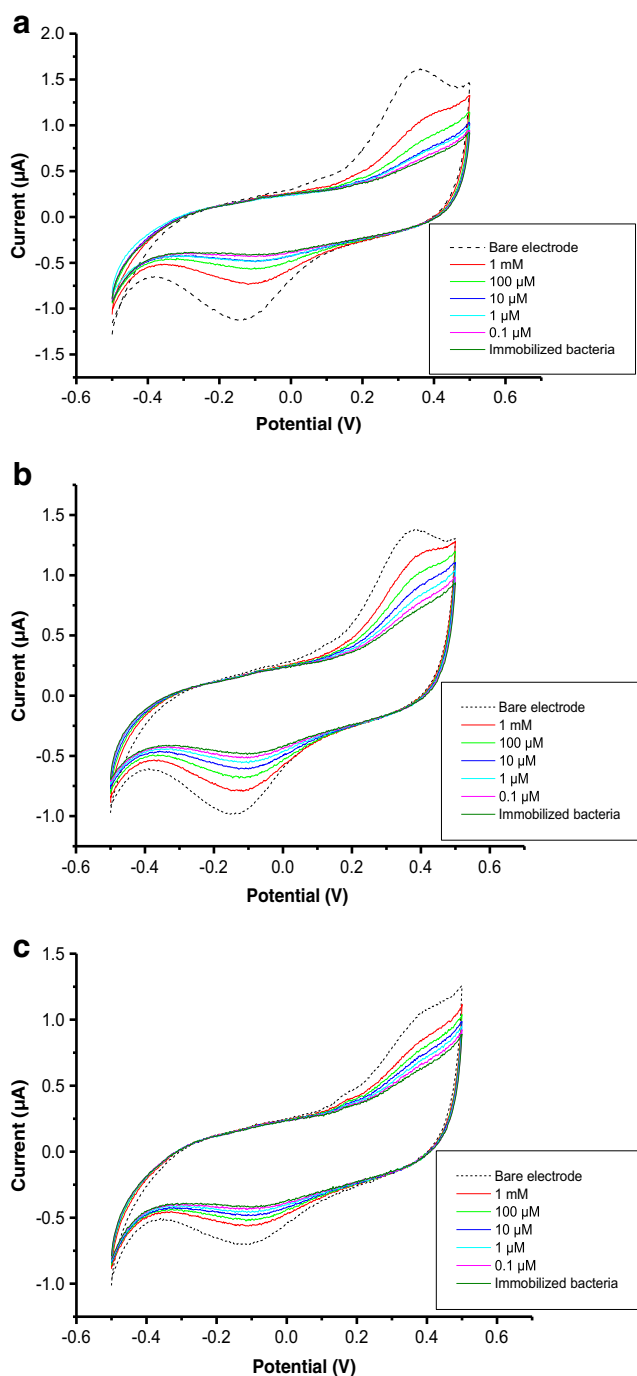 a
2.0
1.5
1.0
0.5
0.0
-0.5
-1.0
-1.5
Current (µA)
Bare electrode
1 mM
100 µM
10 µM
1 µM
0.1 µM
Immobilized bacteria
-0.6 -0.4 -0.2 0.0 0.2 0.4 0.6
Potential (V)
b
1.5
1.0
0.5
0.0
-0.5
-1.0
Current (µA)
Bare electrode
1 mM
100 µM
10 µM
1 µM
0.1 µM
Immobilized bacteria
-0.6 -0.4 -0.2 0.0 0.2 0.4 0.6
Potential (V)
c
1.5
1.0
0.5
0.0
-0.5
-1.0
Current (µA)
Bare electrode
1 mM
100 µM
10 µM
1 µM
0.1 µM
Immobilized bacteria
-0.6 -0.4 -0.2 0.0 0.2 0.4 0.6
Potential (V)